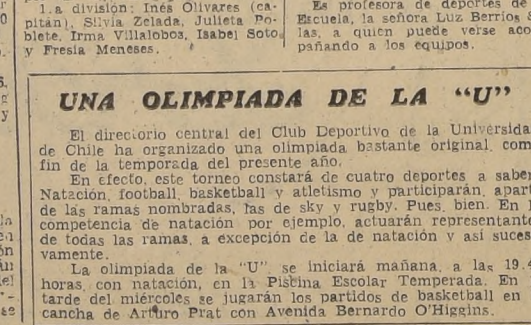 1.a división: Inés Olivares (ca-
pitán), Silvia Zelada, Julieta Po-
blete, Irma Villalobos, Isabel Soto
y Fresia Meneses.
Es profesora de deportes de
Escuela, la señora Luz Berríos
las, a quien puede verse aco
pañando a los equipos.
UNA OLIMPIADA DE LA "U"
El directorio central del Club Deportivo de la Universida
de Chile ha organizado una olimpiada bastante original, com
fin de la temporada del presente año.
En efecto, este torneo constará de cuatro deportes a saber
Natación, football, basketball y atletismo y participarán, apar
de las ramas nombradas, las de sky y rugby. Pues, bien. En l
competencia de natación por ejemplo, actuarán representante
de todas las ramas, a excepción de la de natación y así suces
vamente.
La olimpiada de la "U" se iniciará mañana, a las 19.4
horas, con natación, en la Piscina Escolar Temperada. En
tarde del miércoles se jugarán los partidos de basketball en
cancha de Arturo Prat con Avenida Bernardo O'Higgins.